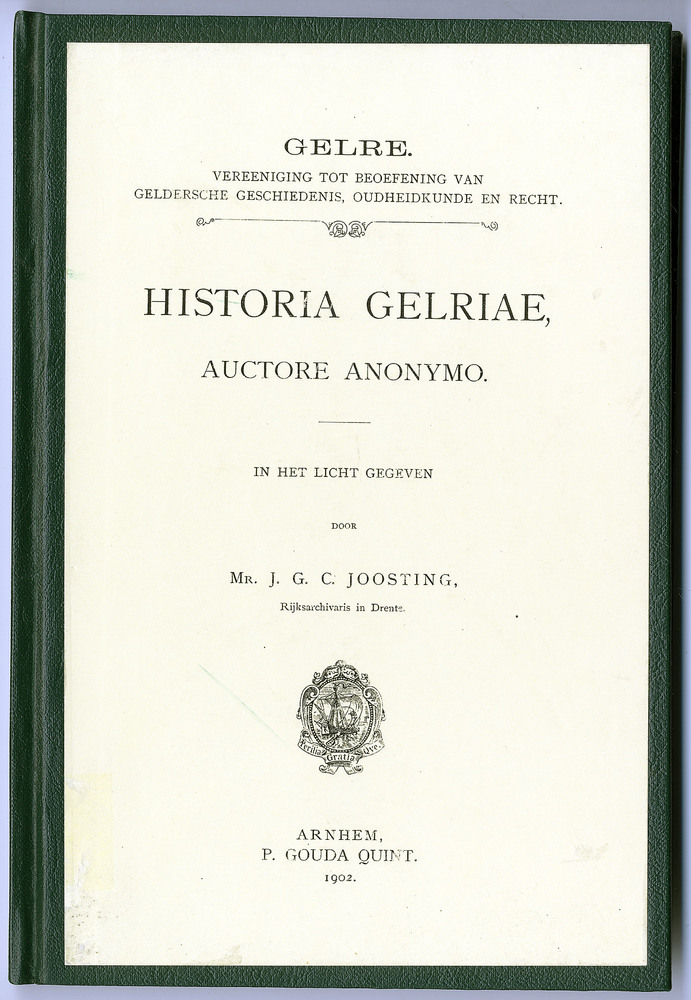 GELRE.
VEREENIGING TOT BEOEFENING VAN
GELDERSCHE GESCHIEDENIS, OUDHEIDKUNDE EN RECHT.
HISTORIA GELRIAE,
AUCTORE ANONYMO.
IN HET LICHT GEGEVEN
DOOR
MR. J. G. C. JOOSTING,
Rijksarchivaris in Drente.
Gratia Qve.
ARNHEM,
P. GOUDA QUINT.
1902.